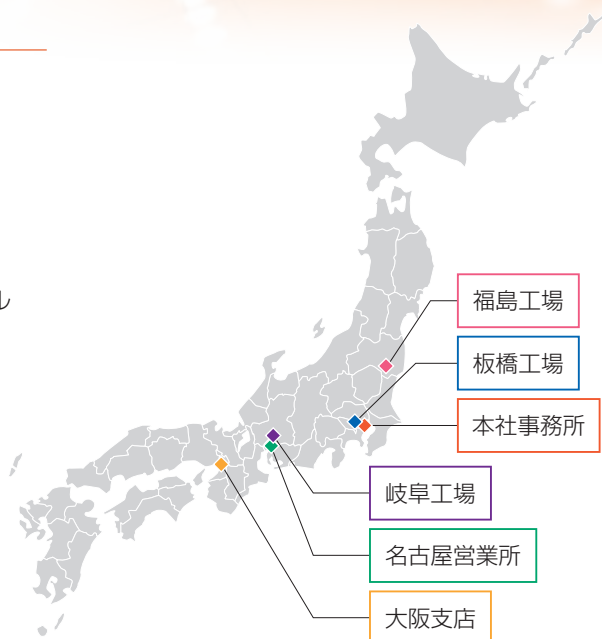 ル
福島工場
板橋工場
本社事務所
岐阜工場
名古屋営業所
大阪支店